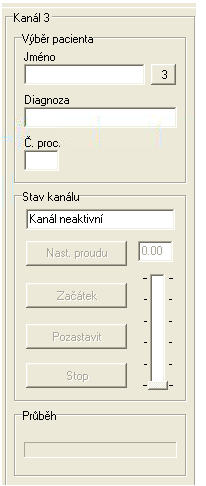 Kanál 3
Výběr pacienta
Jméno
3
Diagnoza
Č. proc.
Stav kanálu
Kanál neaktivní
Nast. proudu
0.00
Začátek
Pozastavit
Stop
Průběh